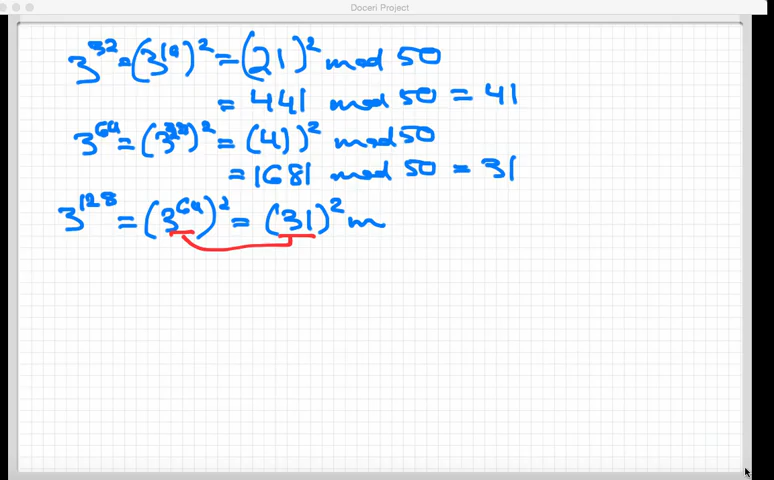 Doceri Project
3^32 = (3^16)^2 = (21)^2 mod 50
= 441 mod 50 = 41
3^64 = (3^32)^2 = (41)^2 mod 50
= 1681 mod 50 = 31
3^128 = (3^64)^2 = (31)^2 m